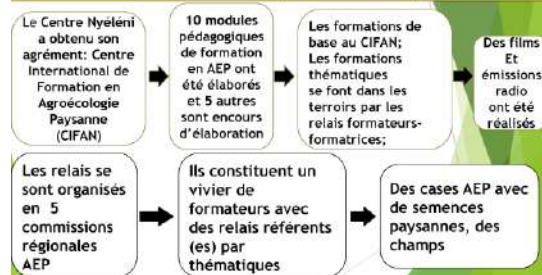 Le Centre Nyéléni
a obtenu son
agrément: Centre
International de
Formation en
Agroécologie
Paysanne
(CIFAN)
10 modules
pédagogiques
de formation
en AEP ont
été élaborés
et 5 autres
sont encours
d'élaboration
Les formations de
base au CIFAN;
Les formations
thématiques
se font dans les
terroirs par les
relais formateurs-
formatrices;
Des films
Et
émissions
radio
ont été
réalisés
Les relais se
sont organisés
en 5
commissions
régionales
AEP
Ils constituent un
vivier de
formateurs avec
des relais référents
(es) par
thématiques
Des cases AEP avec
de semences
paysannes, des
champs